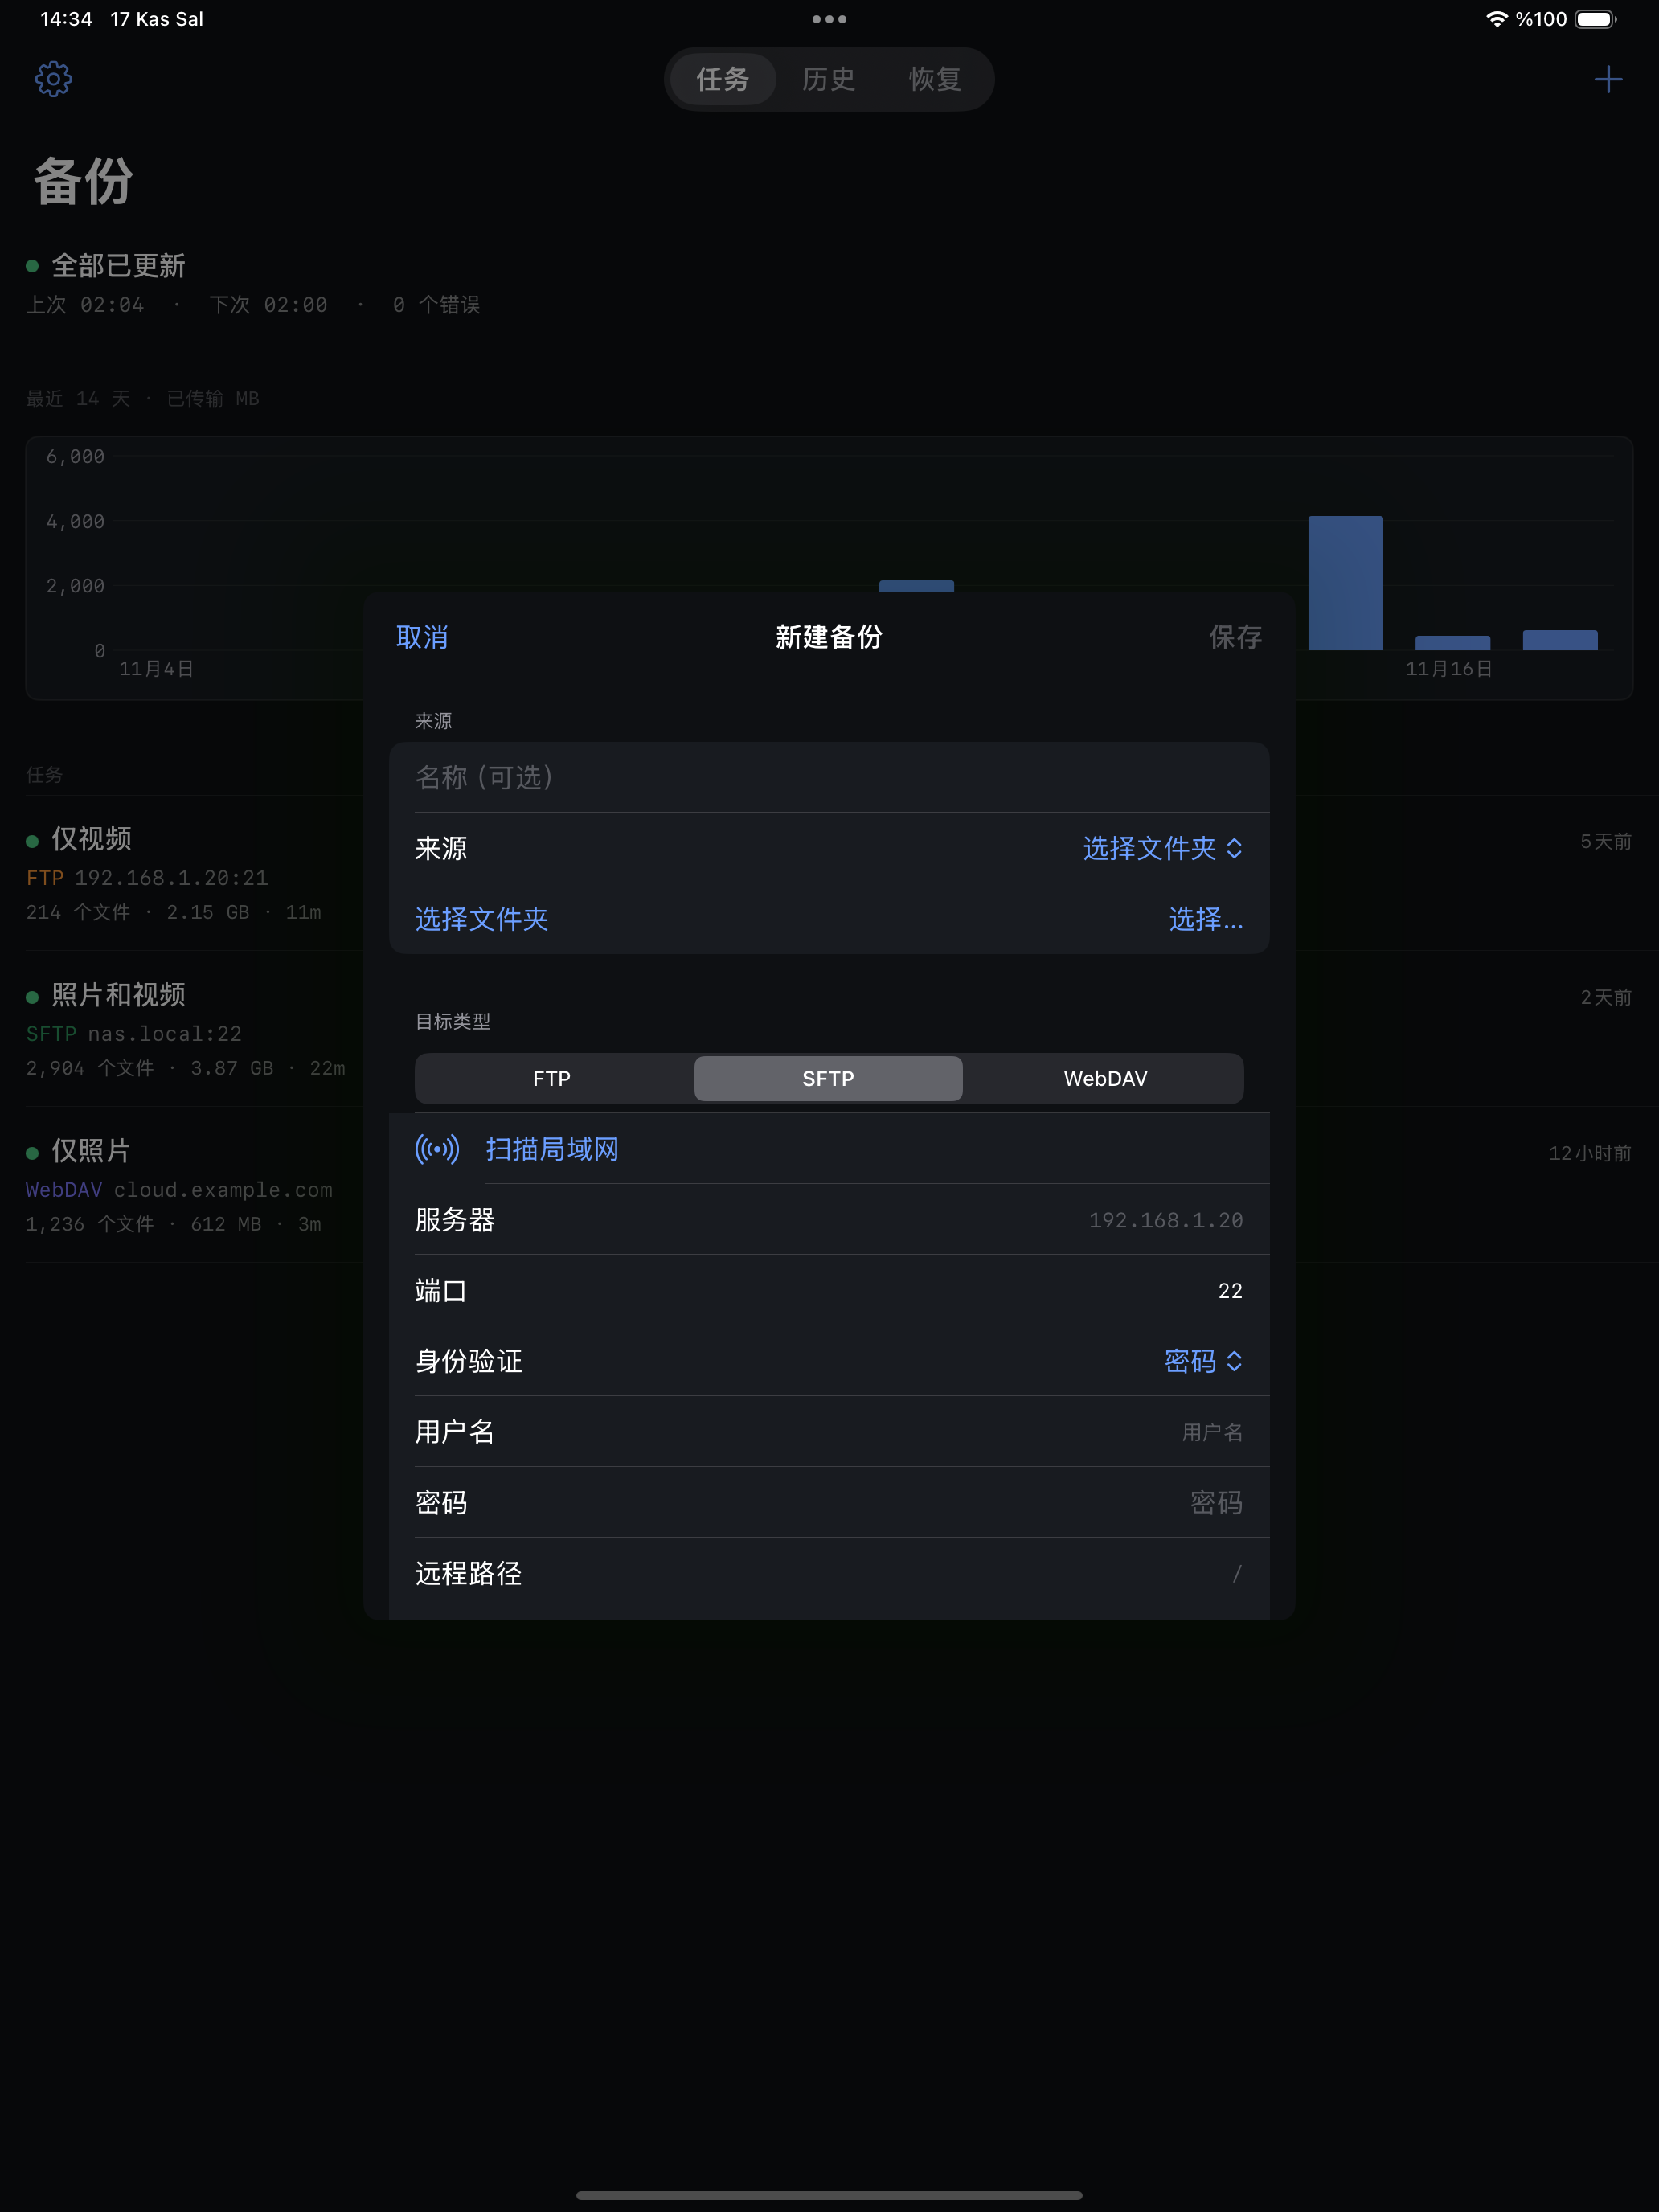 14:34 17 Kas Sal
%100
任务 历史 恢复
备份
全部已更新
上次 02:04 · 下次 02:00 · 0 个错误
最近 14 天 · 已传输 MB
6,000
4,000
2,000
0
11月4日
11月16日
取消 新建备份 保存
来源
名称 (可选)
来源 选择文件夹
选择文件夹 选择...
目标类型
FTP SFTP WebDAV
扫描局域网
服务器 192.168.1.20
端口 22
身份验证 密码
用户名 用户名
密码 密码
远程路径 /
任务
仅视频 5天前
FTP 192.168.1.20:21
214 个文件 · 2.15 GB · 11m
照片和视频 2天前
SFTP nas.local:22
2,904 个文件 · 3.87 GB · 22m
仅照片 12小时前
WebDAV cloud.example.com
1,236 个文件 · 612 MB · 3m